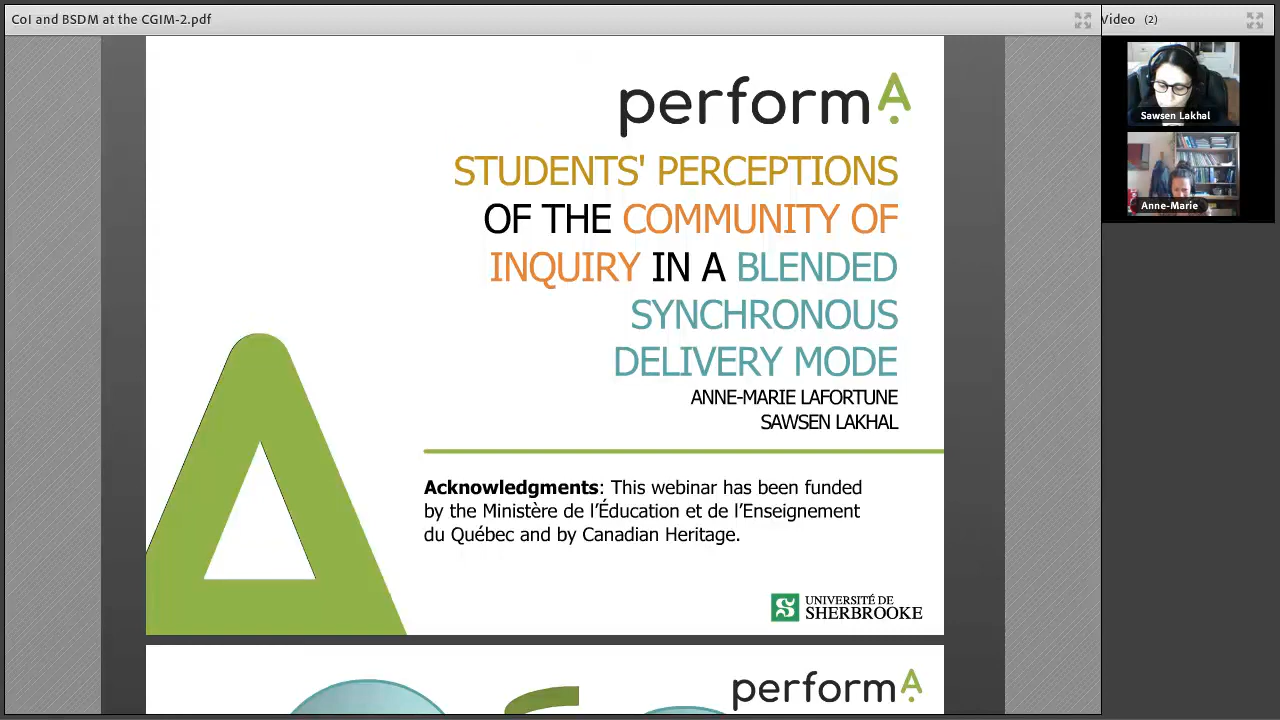 CoI and BSDM at the CGIM-2.pdf
Video (2)
Sawsen Lakhal
Anne-Marie
performA
STUDENTS' PERCEPTIONS
OF THE COMMUNITY OF
INQUIRY IN A BLENDED
SYNCHRONOUS
DELIVERY MODE
ANNE-MARIE LAFORTUNE
SAWSEN LAKHAL
Acknowledgments: This webinar has been funded
by the Ministère de l’Éducation et de l’Enseignement
du Québec and by Canadian Heritage.
UNIVERSITÉ DE
SHERBROOKE
performA